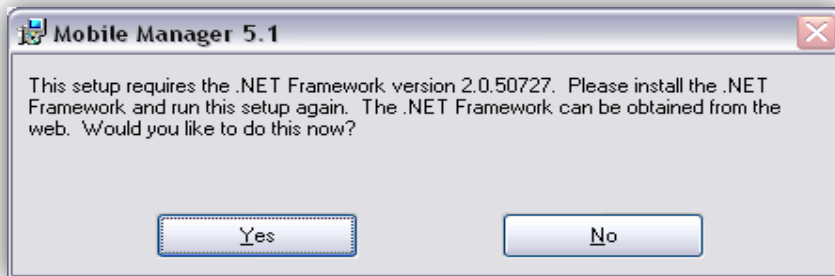 Mobile Manager 5.1
This setup requires the .NET Framework version 2.0.50727.  Please install the .NET
Framework and run this setup again.  The .NET Framework can be obtained from the
web.  Would you like to do this now?
Yes
No